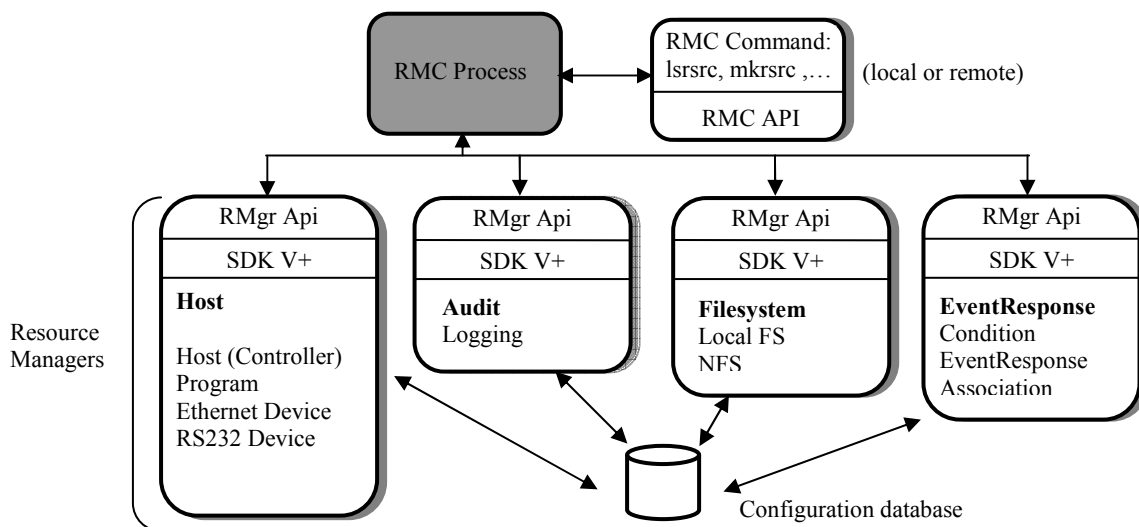 RMC Process
RMC Command:
lsrsrc, mkrsrc ,…
RMC API
(local or remote)
Resource
Managers
RMgr Api
SDK V+
Host
Host (Controller)
Program
Ethernet Device
RS232 Device
RMgr Api
SDK V+
Audit
Logging
RMgr Api
SDK V+
Filesystem
Local FS
NFS
RMgr Api
SDK V+
EventResponse
Condition
EventResponse
Association
Configuration database